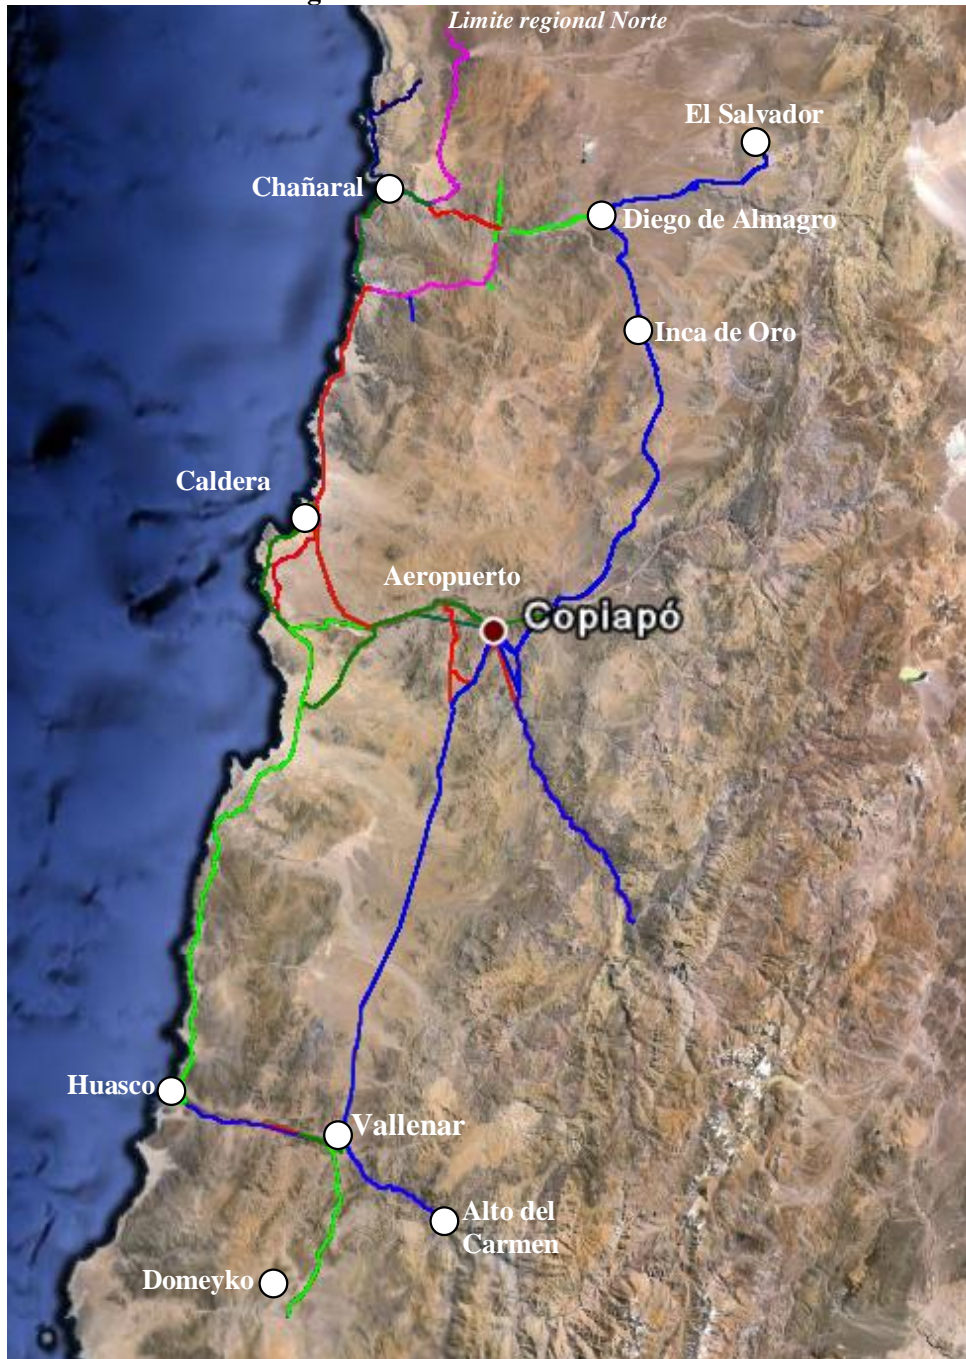 Limite regional Norte
El Salvador
Chañaral
Diego de Almagro
Inca de Oro
Caldera
Aeropuerto
Copiapó
Huasco
Vallenar
Alto del
Carmen
Domeyko